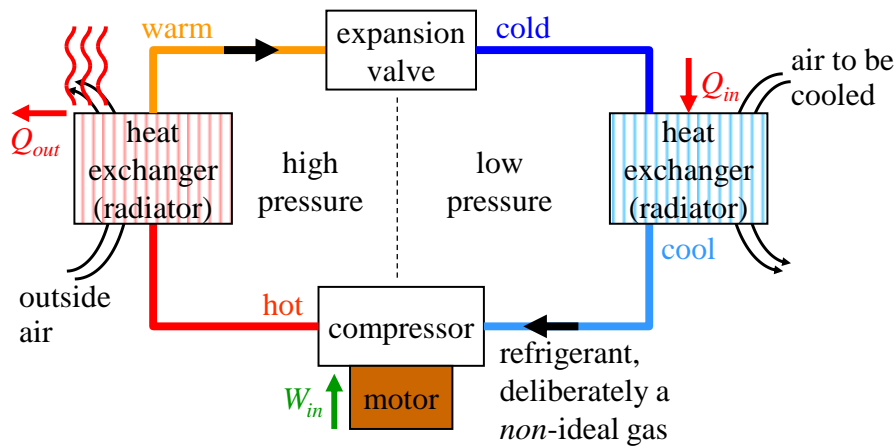 warm
expansion
valve
cold
air to be
cooled
Q_in
Q_out
heat
exchanger
(radiator)
high
pressure
low
pressure
heat
exchanger
(radiator)
cool
outside
air
hot
compressor
refrigerant,
deliberately a
non-ideal gas
W_in
motor